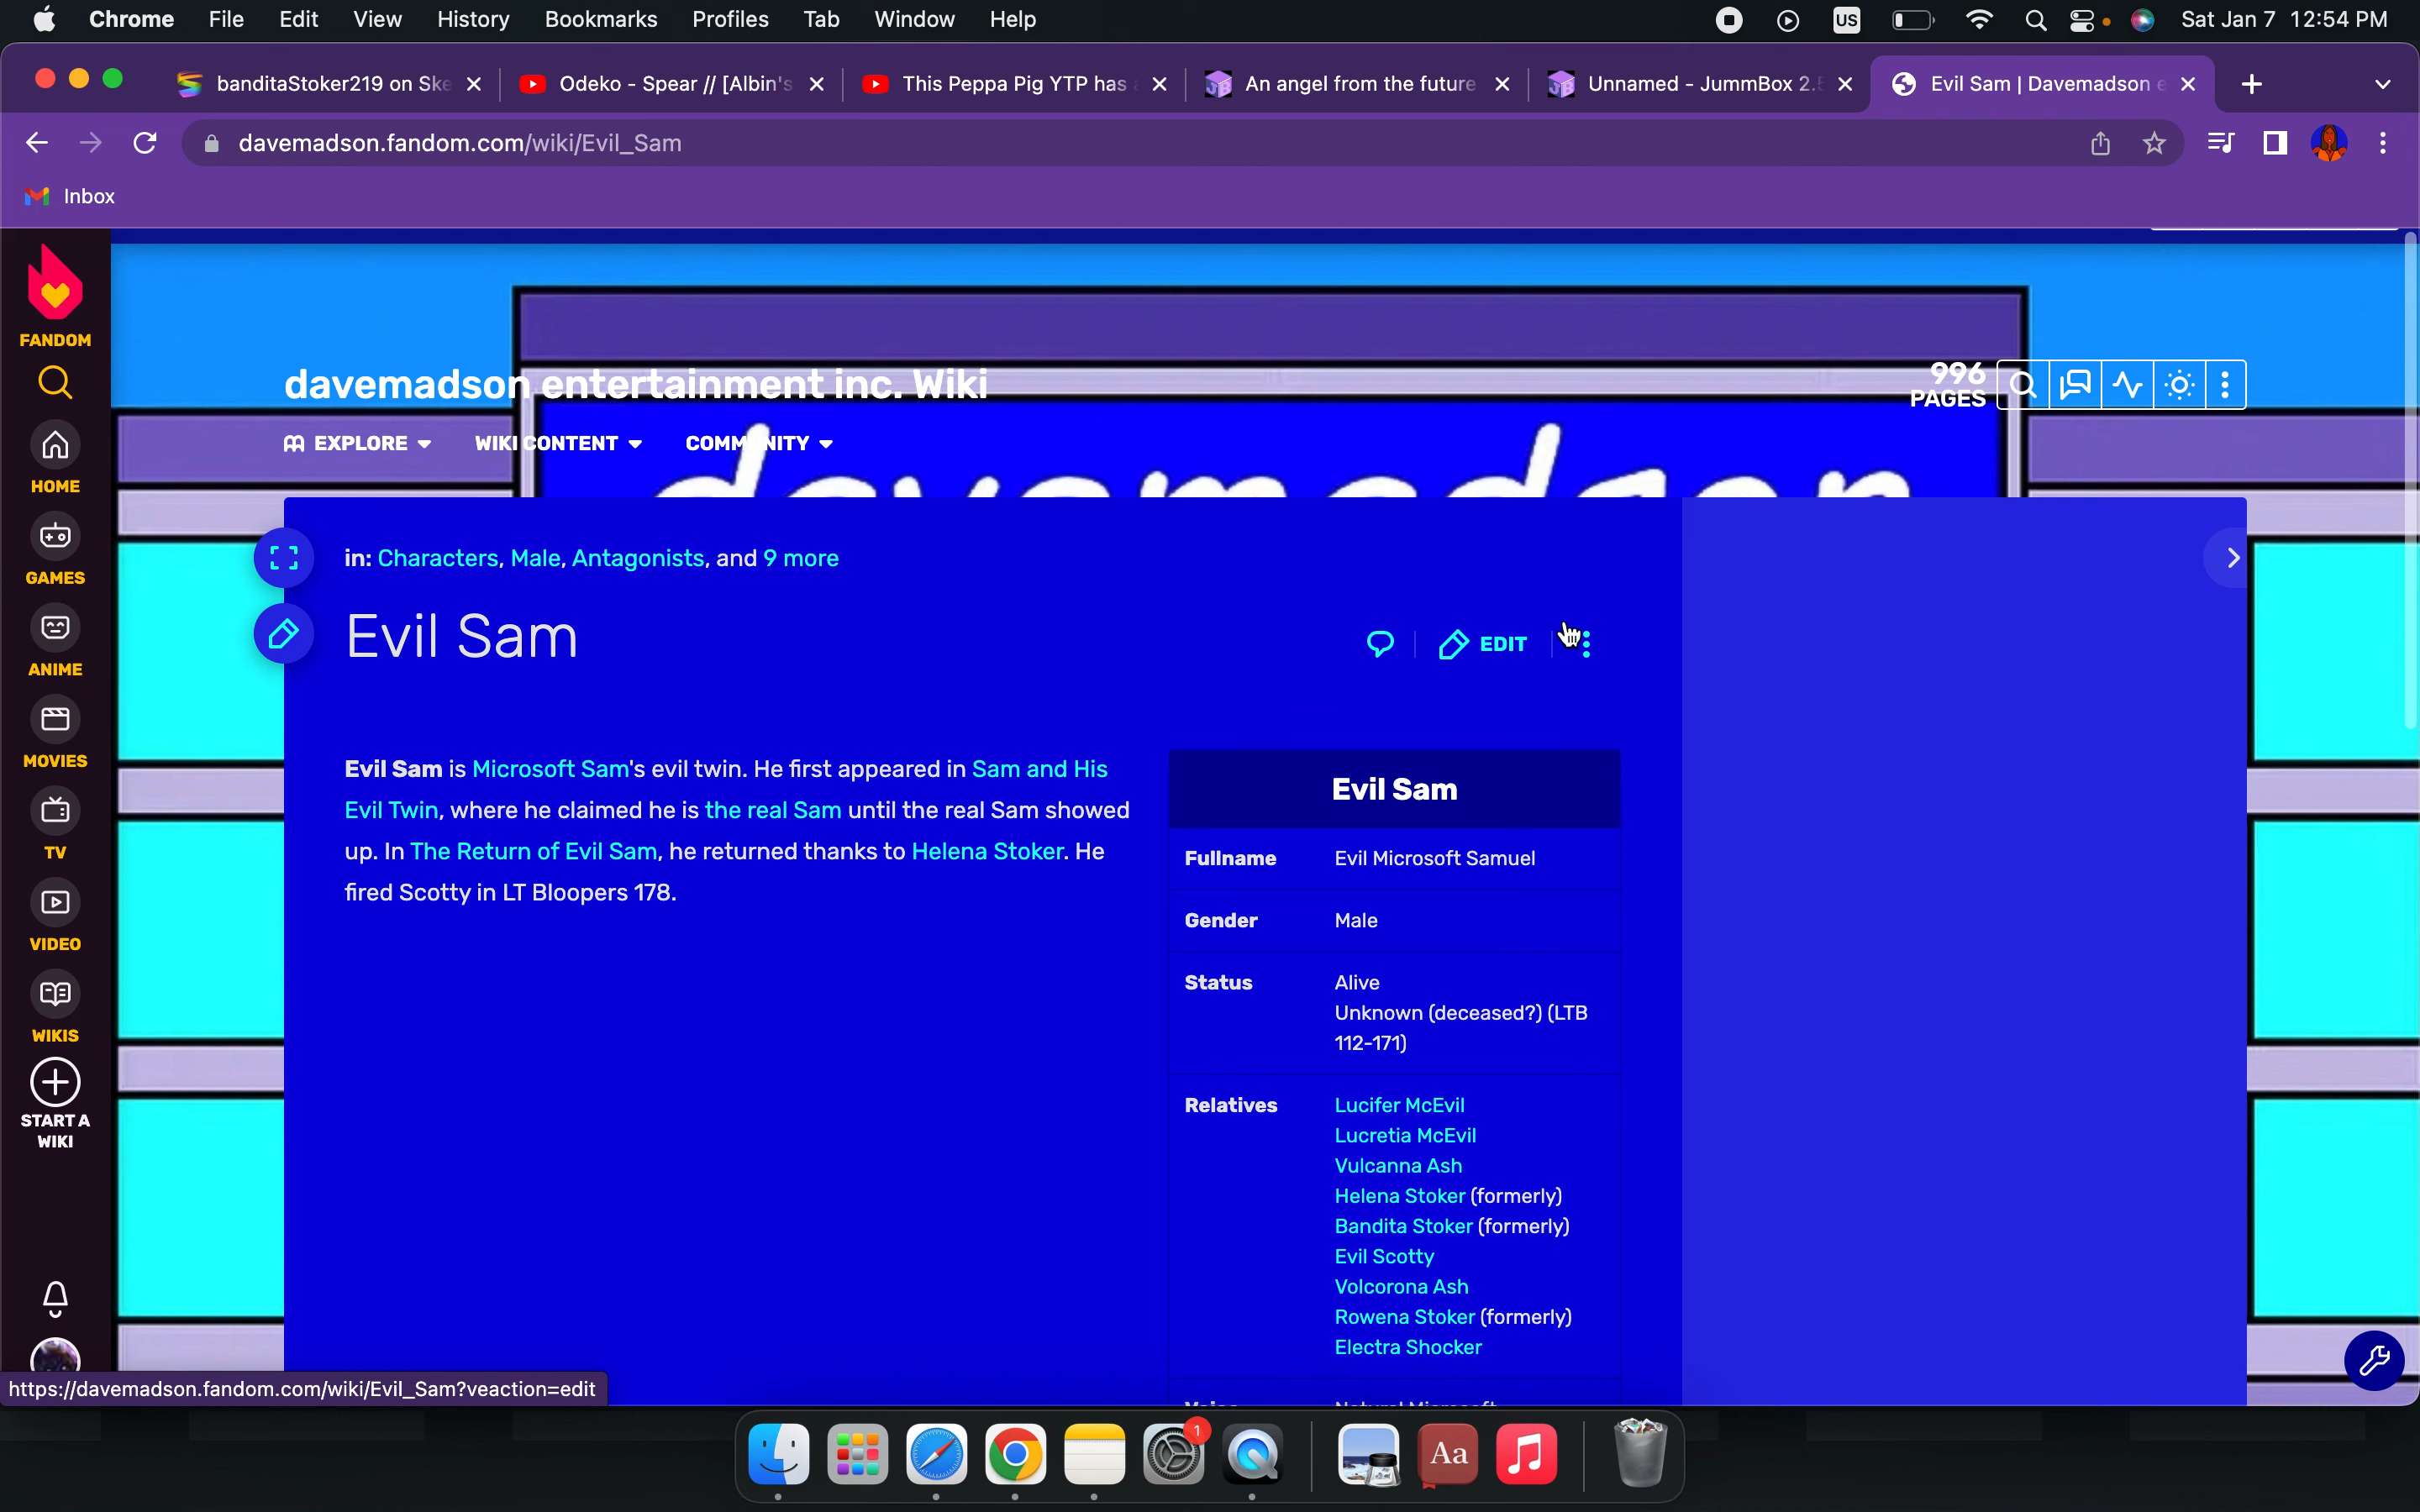 Chrome File Edit View History Bookmarks Profiles Tab Window Help US Sat Jan 7 12:54 PM
banditaStoker219 on Ske Odeko - Spear // [Albin's This Peppa Pig YTP has An angel from the future Unnamed - JummBox 2. Evil Sam | Davemadson e
davemadson.fandom.com/wiki/Evil_Sam
Inbox
FANDOM
HOME
GAMES
ANIME
MOVIES
TV
VIDEO
WIKIS
START A
WIKI
davemadson entertainment inc. Wiki
996
PAGES
EXPLORE WIKI CONTENT COMMUNITY
davemadson
in: Characters, Male, Antagonists, and 9 more
Evil Sam
EDIT
Evil Sam is Microsoft Sam's evil twin. He first appeared in Sam and His
Evil Twin, where he claimed he is the real Sam until the real Sam showed
up. In The Return of Evil Sam, he returned thanks to Helena Stoker. He
fired Scotty in LT Bloopers 178.
Evil Sam
Fullname Evil Microsoft Samuel
Gender Male
Status Alive
Unknown (deceased?) (LTB
112-171)
Relatives Lucifer McEvil
Lucretia McEvil
Vulcanna Ash
Helena Stoker (formerly)
Bandita Stoker (formerly)
Evil Scotty
Volcorona Ash
Rowena Stoker (formerly)
Electra Shocker
https://davemadson.fandom.com/wiki/Evil_Sam?veaction=edit
1
Aa